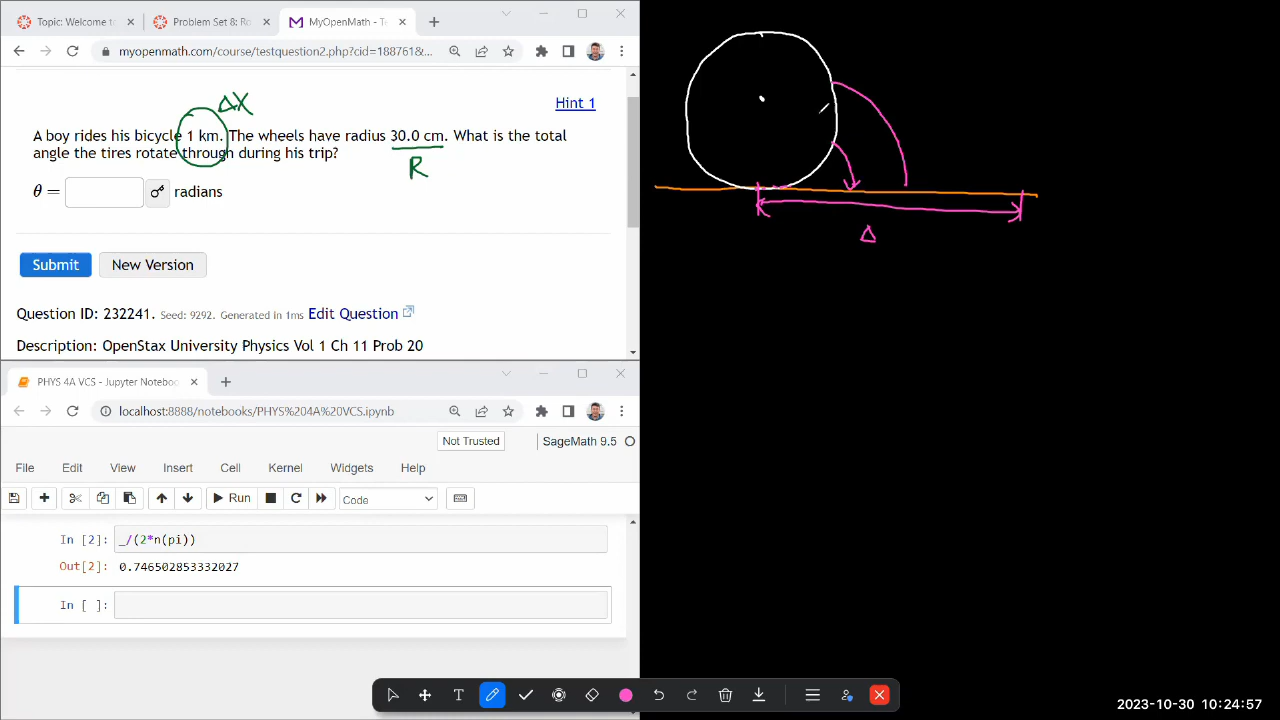 Topic: Welcome t
Problem Set & Ro
MyOpenMath - Te
myopenmath.com/course/testquestion2.php?cid=188761&...
Hint 1
ΔX
A boy rides his bicycle 1 km. The wheels have radius 30.0 cm. What is the total
angle the tires rotate through during his trip?
R
θ = radians
Submit New Version
Question ID: 232241. Seed: 9292. Generated in 1ms Edit Question
Description: OpenStax University Physics Vol 1 Ch 11 Prob 20
PHYS 4A VCS - Jupyter Noteboo
localhost:8888/notebooks/PHYS%204A%20VCS.ipynb
Not Trusted SageMath 9.5
File Edit View Insert Cell Kernel Widgets Help
Run Code
In [2]: _/(2*n(pi))
Out[2]: 0.746502853332027
In [ ]:
Δ
T
2023-10-30 10:24:57